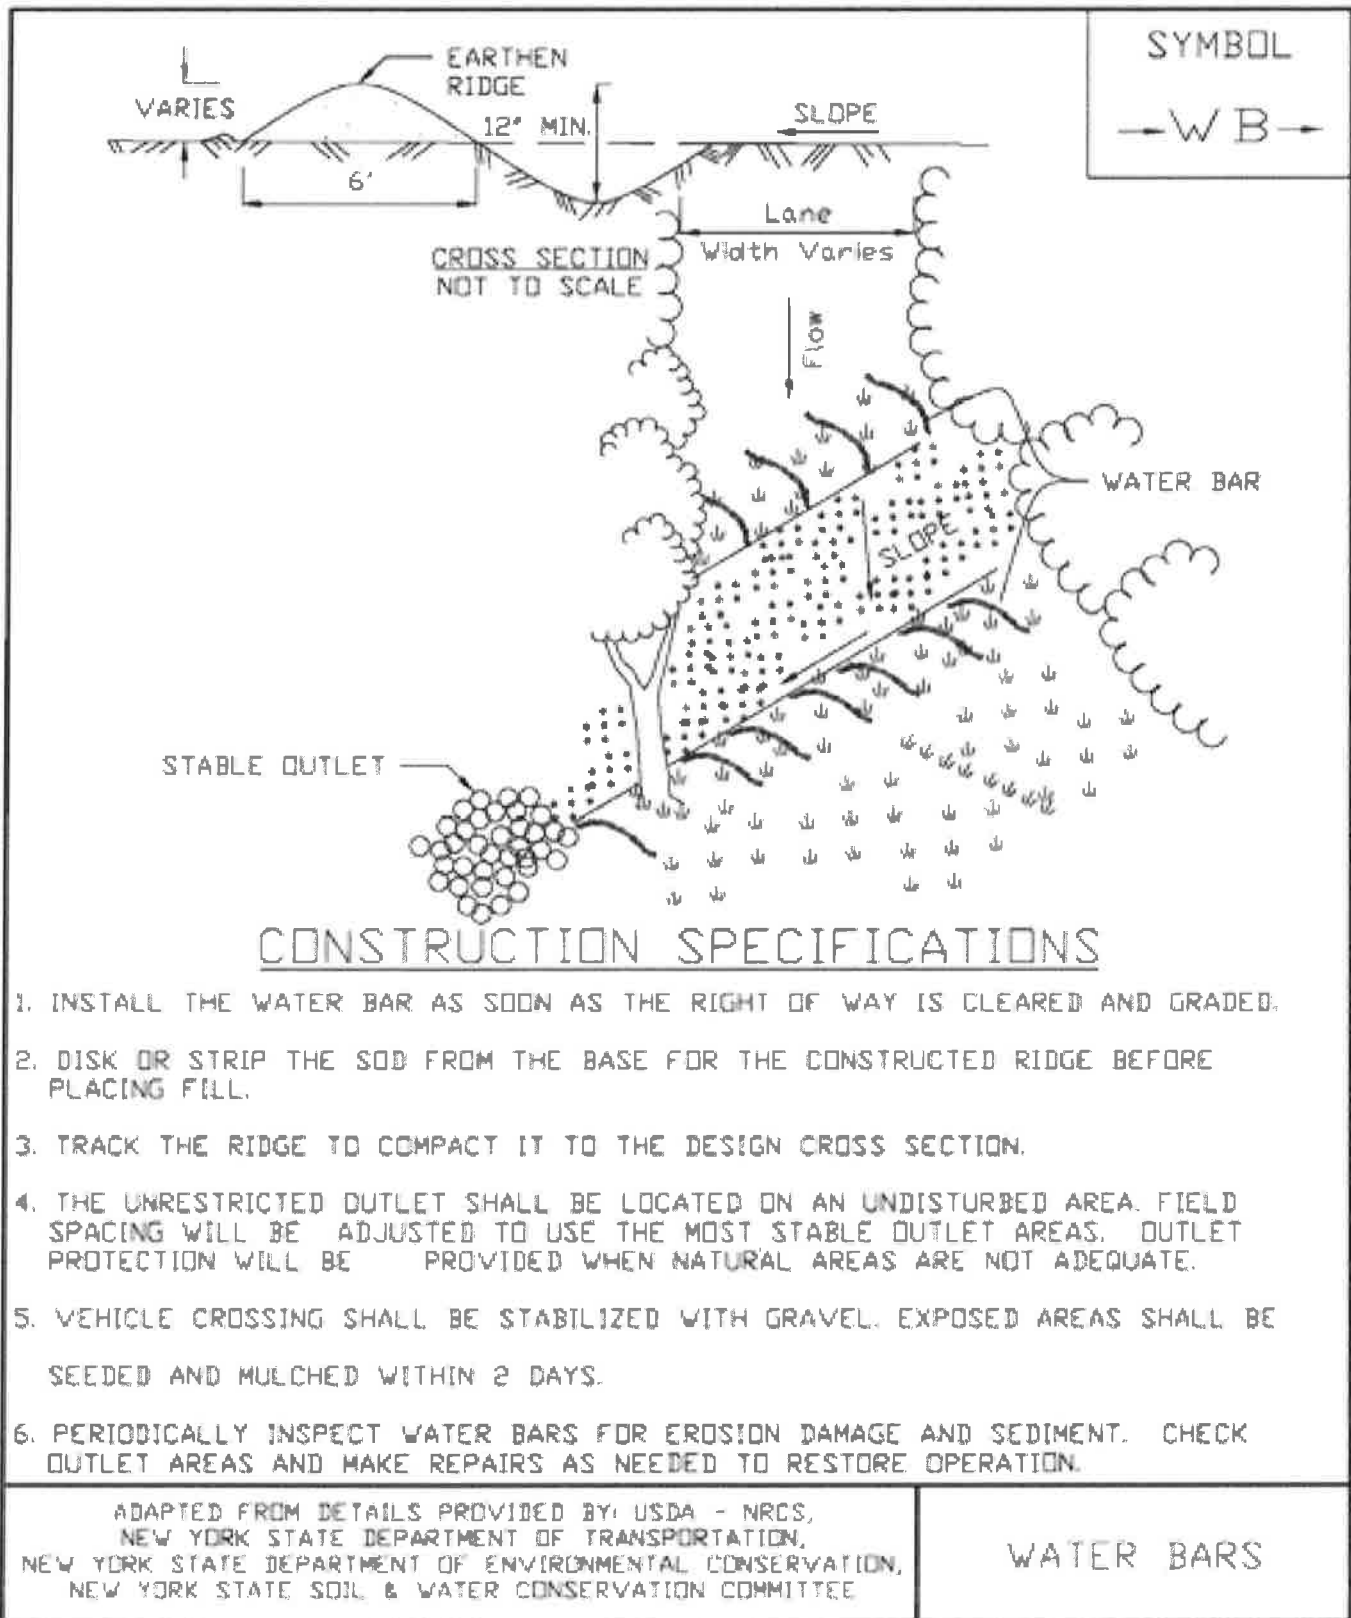 EARTHEN
RIDGE
VARIES
12" MIN.
SLOPE
6'
SYMBOL
WB
CROSS SECTION
NOT TO SCALE
Lane
Width Varies
Flow
WATER BAR
SLOPE
STABLE OUTLET
CONSTRUCTION SPECIFICATIONS
1. INSTALL THE WATER BAR AS SOON AS THE RIGHT OF WAY IS CLEARED AND GRADED.
2. DISK OR STRIP THE SOD FROM THE BASE FOR THE CONSTRUCTED RIDGE BEFORE
PLACING FILL.
3. TRACK THE RIDGE TO COMPACT IT TO THE DESIGN CROSS SECTION.
4. THE UNRESTRICTED OUTLET SHALL BE LOCATED ON AN UNDISTURBED AREA. FIELD
SPACING WILL BE ADJUSTED TO USE THE MOST STABLE OUTLET AREAS. OUTLET
PROTECTION WILL BE PROVIDED WHEN NATURAL AREAS ARE NOT ADEQUATE.
5. VEHICLE CROSSING SHALL BE STABILIZED WITH GRAVEL. EXPOSED AREAS SHALL BE
SEEDED AND MULCHED WITHIN 2 DAYS.
6. PERIODICALLY INSPECT WATER BARS FOR EROSION DAMAGE AND SEDIMENT. CHECK
OUTLET AREAS AND MAKE REPAIRS AS NEEDED TO RESTORE OPERATION.
ADAPTED FROM DETAILS PROVIDED BY: USDA - NRCS,
NEW YORK STATE DEPARTMENT OF TRANSPORTATION,
NEW YORK STATE DEPARTMENT OF ENVIRONMENTAL CONSERVATION,
NEW YORK STATE SOIL & WATER CONSERVATION COMMITTEE
WATER BARS